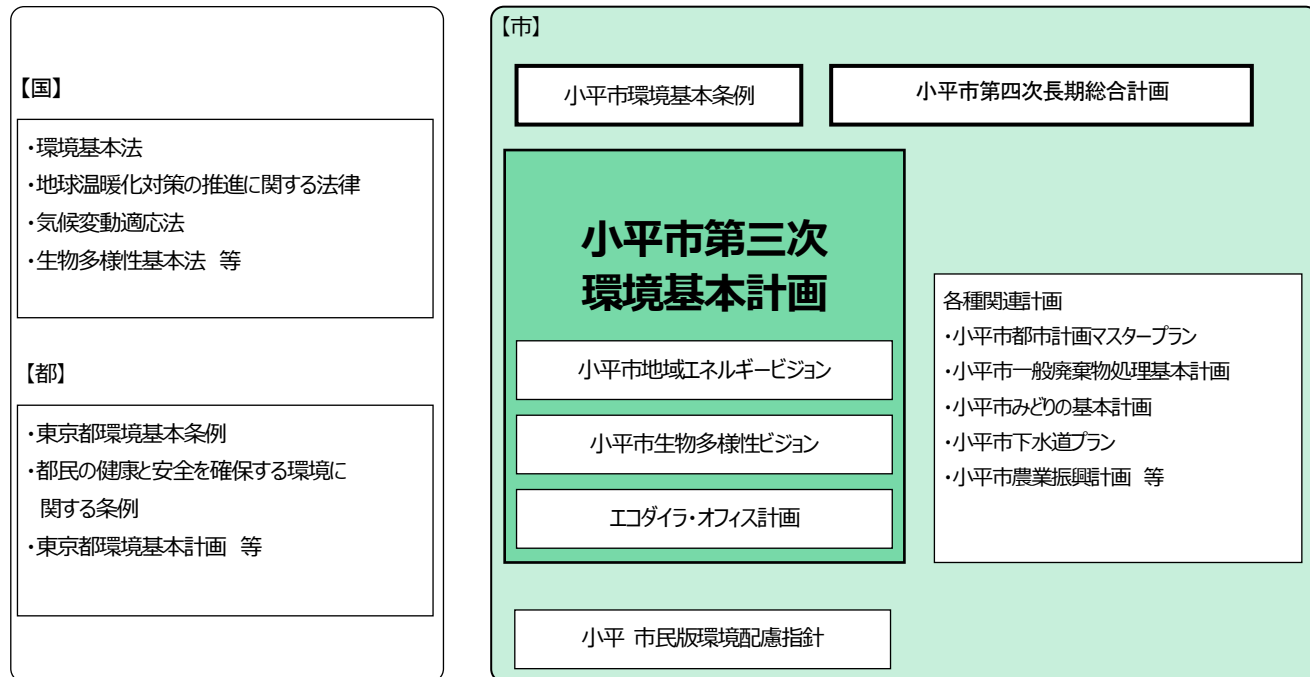 【国】
・環境基本法
・地球温暖化対策の推進に関する法律
・気候変動適応法
・生物多様性基本法 等
【都】
・東京都環境基本条例
・都民の健康と安全を確保する環境に
関する条例
・東京都環境基本計画 等
【市】
小平市環境基本条例
小平市第四次長期総合計画
小平市第三次
環境基本計画
小平市地域エネルギービジョン
小平市生物多様性ビジョン
エコダイラ・オフィス計画
各種関連計画
・小平市都市計画マスタープラン
・小平市一般廃棄物処理基本計画
・小平市みどりの基本計画
・小平市下水道プラン
・小平市農業振興計画 等
小平 市民版環境配慮指針